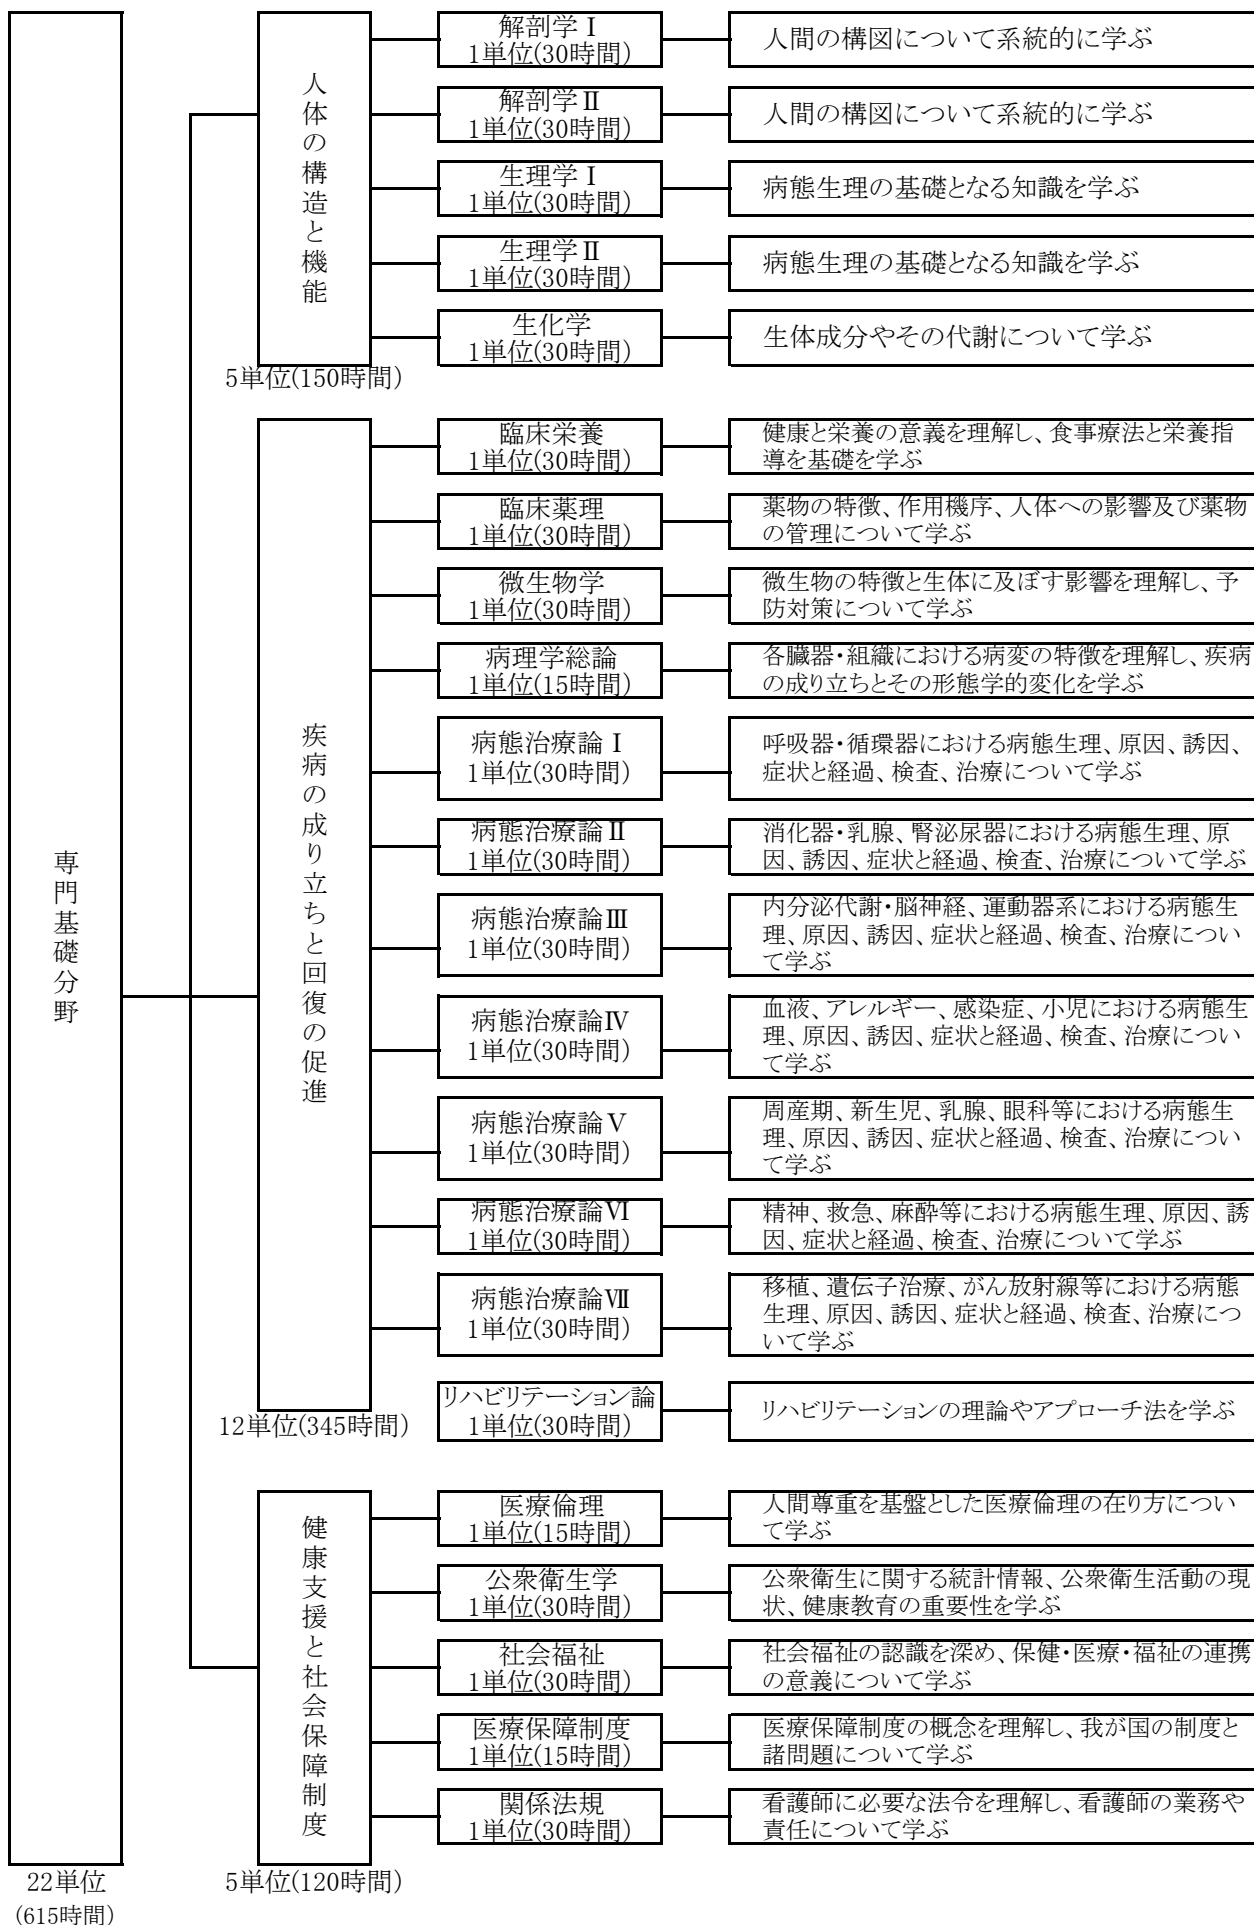 専門基礎分野
22単位
(615時間)
人体の構造と機能
5単位(150時間)
解剖学Ⅰ
1単位(30時間)
人間の構図について系統的に学ぶ
解剖学Ⅱ
1単位(30時間)
人間の構図について系統的に学ぶ
生理学Ⅰ
1単位(30時間)
病態生理の基礎となる知識を学ぶ
生理学Ⅱ
1単位(30時間)
病態生理の基礎となる知識を学ぶ
生化学
1単位(30時間)
生体成分やその代謝について学ぶ
疾病の成り立ちと回復の促進
12単位(345時間)
臨床栄養
1単位(30時間)
健康と栄養の意義を理解し、食事療法と栄養指
導を基礎を学ぶ
臨床薬理
1単位(30時間)
薬物の特徴、作用機序、人体への影響及び薬物
の管理について学ぶ
微生物学
1単位(30時間)
微生物の特徴と生体に及ぼす影響を理解し、予
防対策について学ぶ
病理学総論
1単位(15時間)
各臓器・組織における病変の特徴を理解し、疾病
の成り立ちとその形態学的変化を学ぶ
病態治療論Ⅰ
1単位(30時間)
呼吸器・循環器における病態生理、原因、誘因、
症状と経過、検査、治療について学ぶ
病態治療論Ⅱ
1単位(30時間)
消化器・乳腺、腎泌尿器における病態生理、原
因、誘因、症状と経過、検査、治療について学ぶ
病態治療論Ⅲ
1単位(30時間)
内分泌代謝・脳神経、運動器系における病態生
理、原因、誘因、症状と経過、検査、治療につい
て学ぶ
病態治療論Ⅳ
1単位(30時間)
血液、アレルギー、感染症、小児における病態生
理、原因、誘因、症状と経過、検査、治療につい
て学ぶ
病態治療論Ⅴ
1単位(30時間)
周産期、新生児、乳腺、眼科等における病態生
理、原因、誘因、症状と経過、検査、治療につい
て学ぶ
病態治療論Ⅵ
1単位(30時間)
精神、救急、麻酔等における病態生理、原因、誘
因、症状と経過、検査、治療について学ぶ
病態治療論Ⅶ
1単位(30時間)
移植、遺伝子治療、がん放射線等における病態
生理、原因、誘因、症状と経過、検査、治療につ
いて学ぶ
リハビリテーション論
1単位(30時間)
リハビリテーションの理論やアプローチ法を学ぶ
健康支援と社会保障制度
5単位(120時間)
医療倫理
1単位(15時間)
人間尊重を基盤とした医療倫理の在り方につい
て学ぶ
公衆衛生学
1単位(30時間)
公衆衛生に関する統計情報、公衆衛生活動の現
状、健康教育の重要性を学ぶ
社会福祉
1単位(30時間)
社会福祉の認識を深め、保健・医療・福祉の連携
の意義について学ぶ
医療保障制度
1単位(15時間)
医療保障制度の概念を理解し、我が国の制度と
諸問題について学ぶ
関係法規
1単位(30時間)
看護師に必要な法令を理解し、看護師の業務や
責任について学ぶ